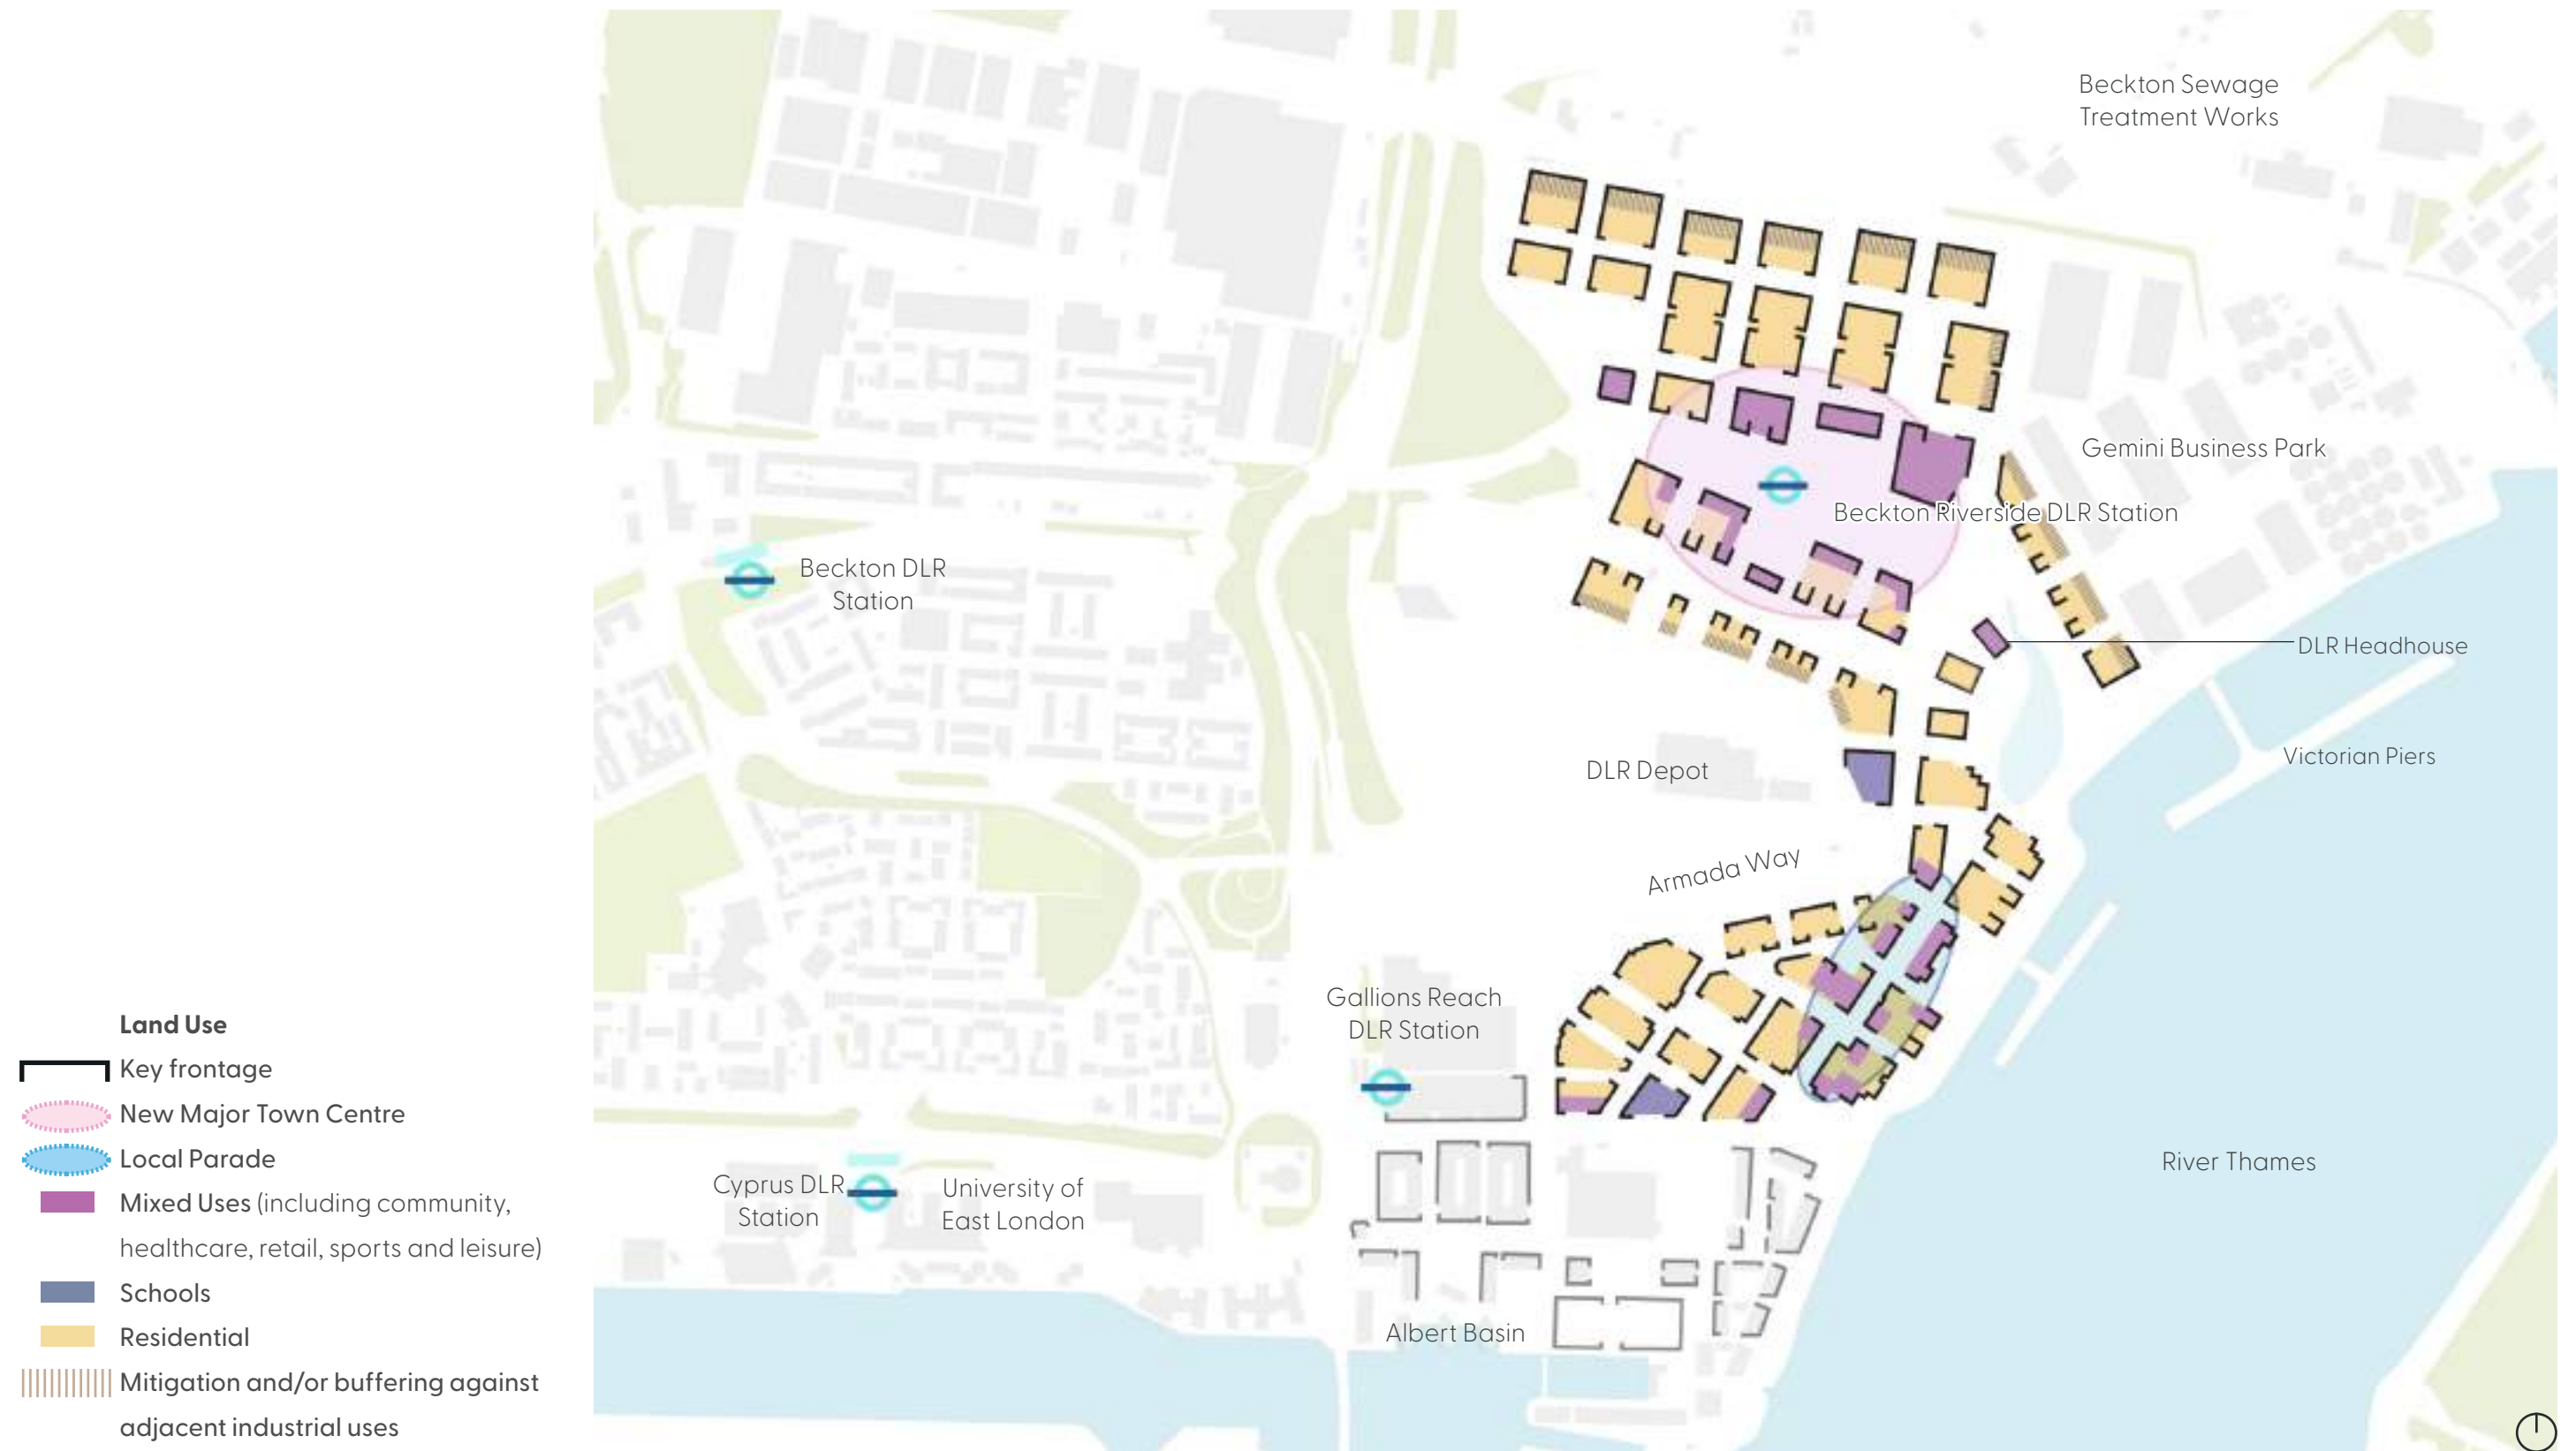 Beckton Sewage
Treatment Works
Gemini Business Park
Beckton Riverside DLR Station
Beckton DLR
Station
DLR Headhouse
Victorian Piers
DLR Depot
Armada Way
Gallions Reach
DLR Station
River Thames
Cyprus DLR
Station
University of
East London
Albert Basin
Land Use
Key frontage
New Major Town Centre
Local Parade
Mixed Uses (including community,
healthcare, retail, sports and leisure)
Schools
Residential
Mitigation and/or buffering against
adjacent industrial uses